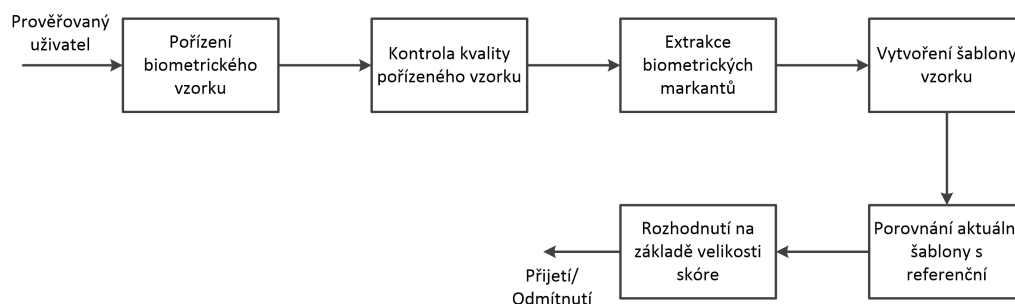 Prověřovaný
uživatel
Pořízení
biometrického
vzorku
Kontrola kvality
pořízeného vzorku
Extrakce
biometrických
markantů
Vytvoření šablony
vzorku
Porovnání aktuáln
šablony s
referenční
Rozhodnutí na
základě velikosti
skóre
Přijetí/
Odmítnutí